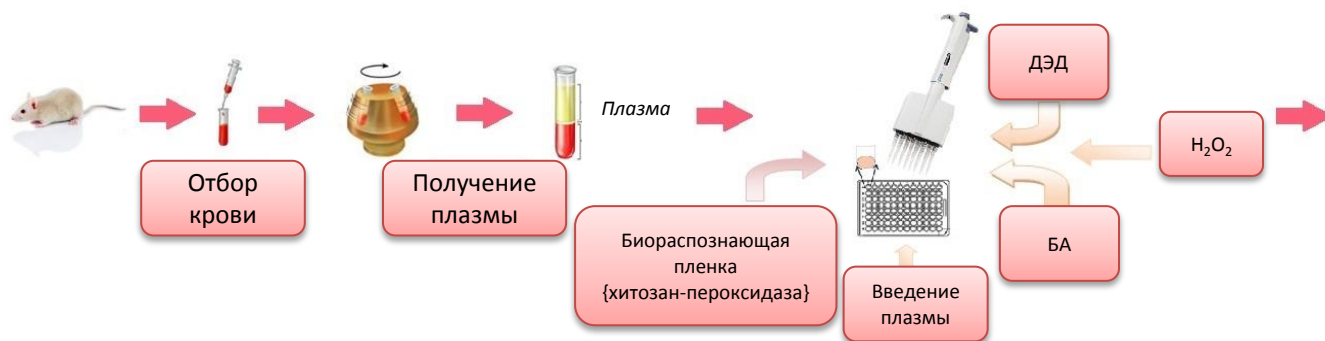 Отбор
крови
Получение
плазмы
Плазма
Биораспознающая
пленка
{хитозан-пероксидаза}
Введение
плазмы
ДЭД
БА
H₂O₂